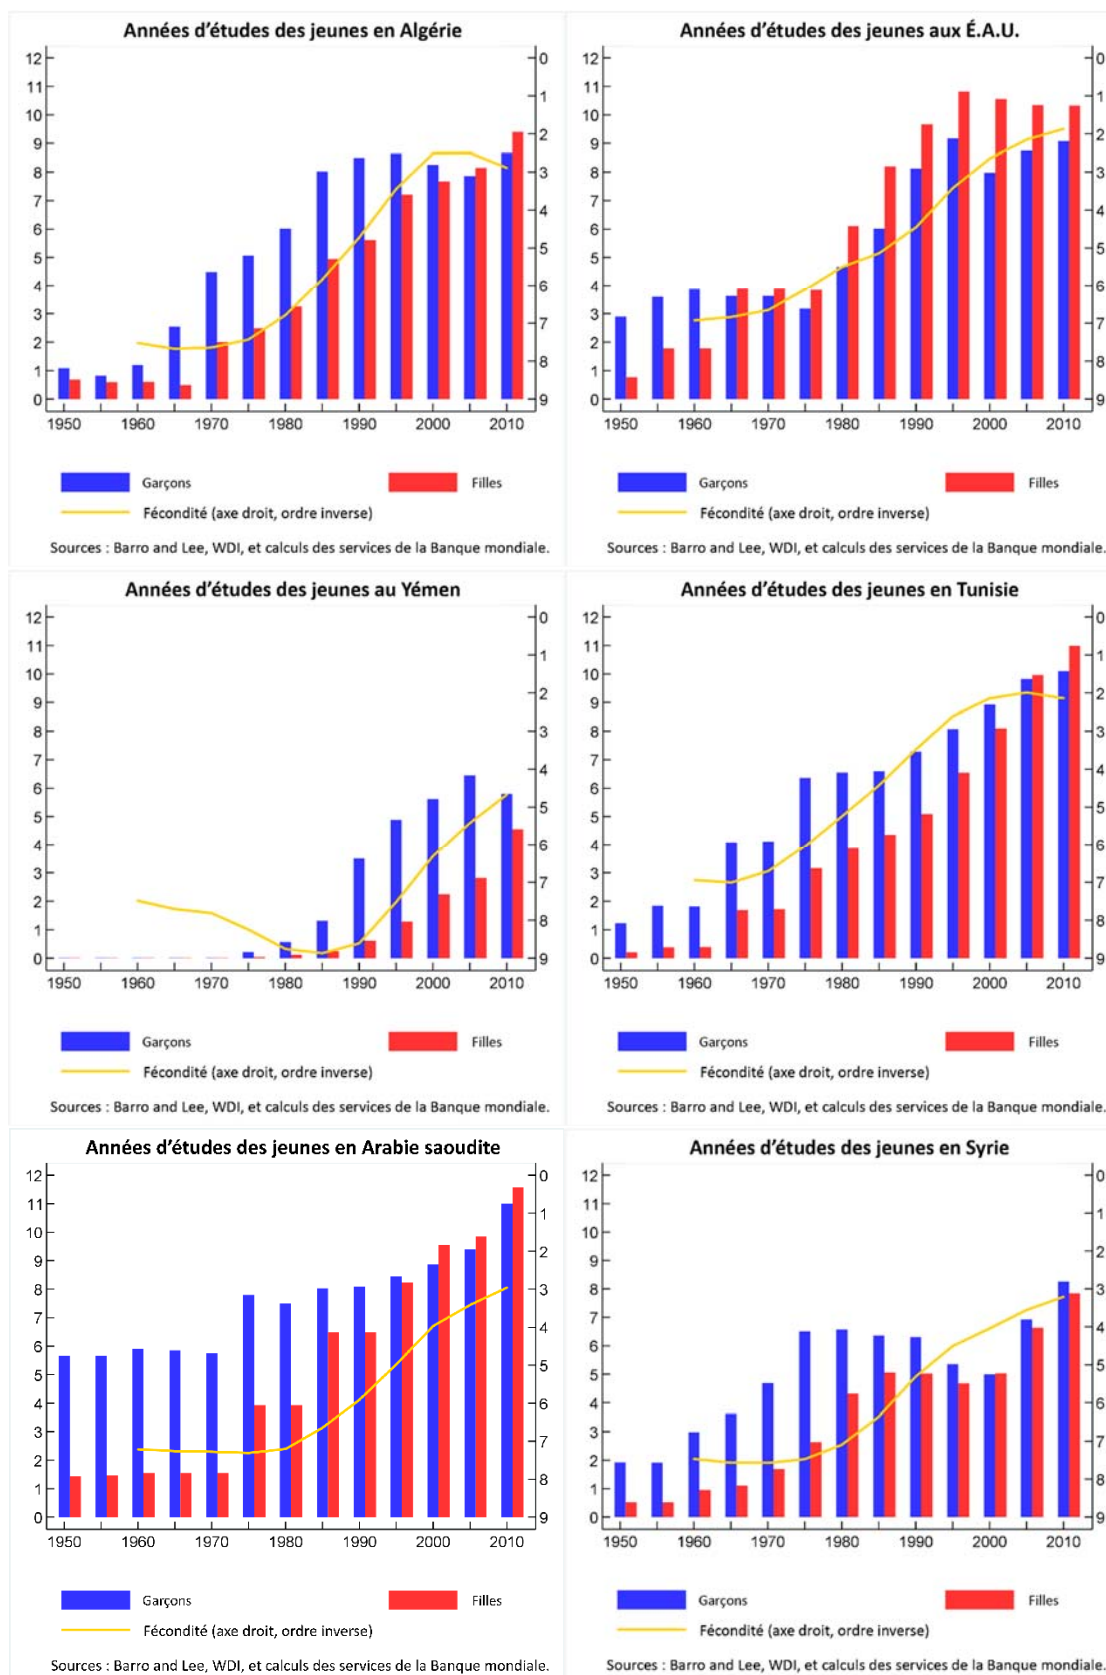 Années d’études des jeunes en Algérie
12 11 10 9 8 7 6 5 4 3 2 1 0
0 1 2 3 4 5 6 7 8 9
1950 1960 1970 1980 1990 2000 2010
Garçons Filles
Fécondité (axe droit, ordre inverse)
Sources : Barro and Lee, WDI, et calculs des services de la Banque mondiale.
Années d’études des jeunes aux É.A.U.
12 11 10 9 8 7 6 5 4 3 2 1 0
0 1 2 3 4 5 6 7 8 9
1950 1960 1970 1980 1990 2000 2010
Garçons Filles
Fécondité (axe droit, ordre inverse)
Sources : Barro and Lee, WDI, et calculs des services de la Banque mondiale.
Années d’études des jeunes au Yémen
12 11 10 9 8 7 6 5 4 3 2 1 0
0 1 2 3 4 5 6 7 8 9
1950 1960 1970 1980 1990 2000 2010
Garçons Filles
Fécondité (axe droit, ordre inverse)
Sources : Barro and Lee, WDI, et calculs des services de la Banque mondiale.
Années d’études des jeunes en Tunisie
12 11 10 9 8 7 6 5 4 3 2 1 0
0 1 2 3 4 5 6 7 8 9
1950 1960 1970 1980 1990 2000 2010
Garçons Filles
Fécondité (axe droit, ordre inverse)
Sources : Barro and Lee, WDI, et calculs des services de la Banque mondiale.
Années d’études des jeunes en Arabie saoudite
12 11 10 9 8 7 6 5 4 3 2 1 0
0 1 2 3 4 5 6 7 8 9
1950 1960 1970 1980 1990 2000 2010
Garçons Filles
Fécondité (axe droit, ordre inverse)
Sources : Barro and Lee, WDI, et calculs des services de la Banque mondiale.
Années d’études des jeunes en Syrie
12 11 10 9 8 7 6 5 4 3 2 1 0
0 1 2 3 4 5 6 7 8 9
1950 1960 1970 1980 1990 2000 2010
Garçons Filles
Fécondité (axe droit, ordre inverse)
Sources : Barro and Lee, WDI, et calculs des services de la Banque mondiale.